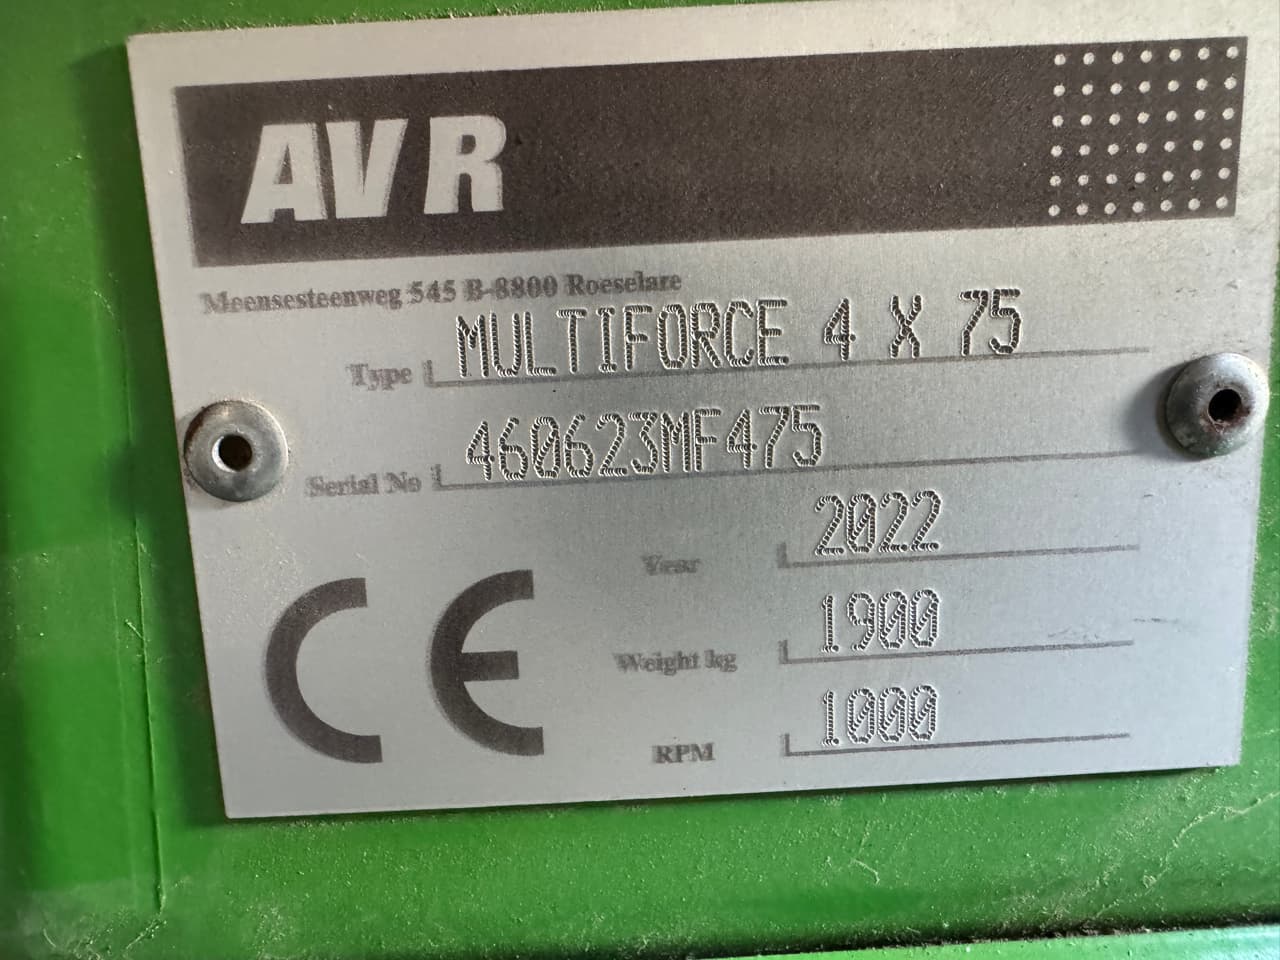 AVR
Meensesteenweg 545 B-8800 Roeselare
Type MULTIFORCE 4 X 75
Serial No 460623MF475
Year 2022
Weight kg 1900
RPM 1000
CE